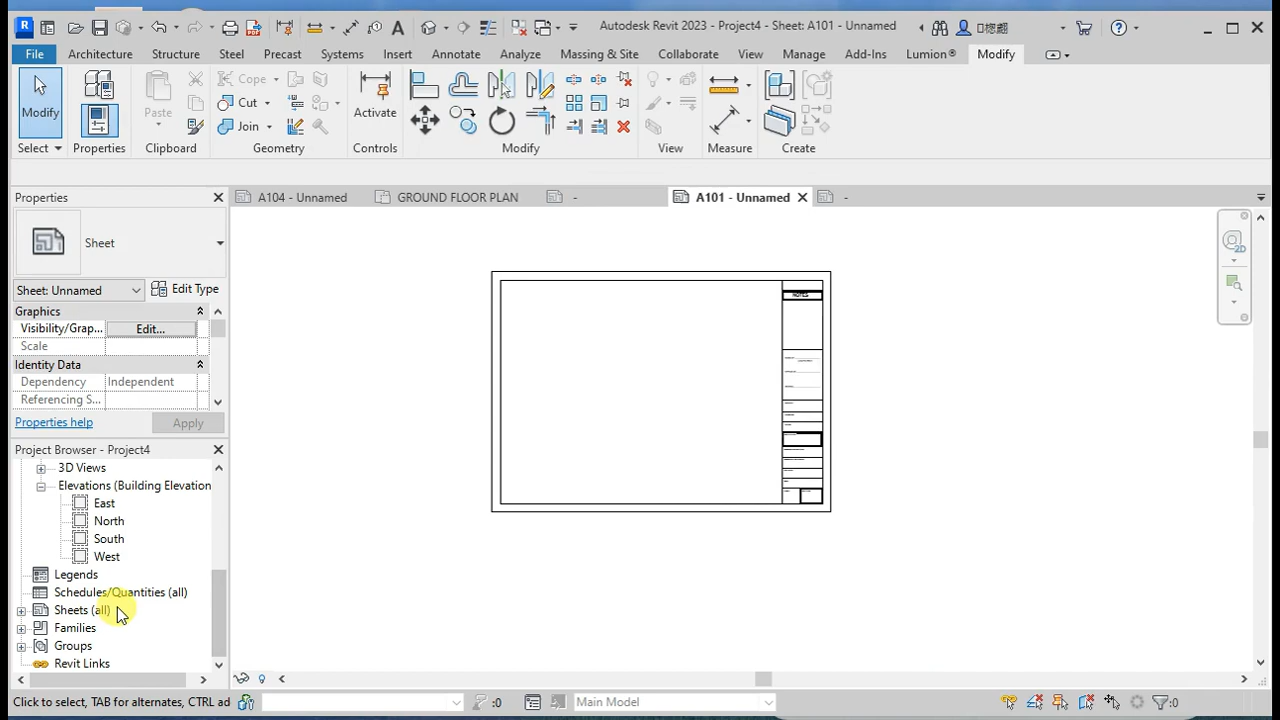 Autodesk Revit 2023 - Project4 - Sheet: A101 - Unnamed
File Architecture Structure Steel Precast Systems Insert Annotate Analyze Massing & Site Collaborate View Manage Add-Ins Lumion® Modify
Modify Paste Cope Cut Join Activate
Select Properties Clipboard Geometry Controls Modify View Measure Create
Properties
A104 - Unnamed GROUND FLOOR PLAN - A101 - Unnamed -
Sheet
Sheet: Unnamed Edit Type
Graphics
Visibility/Grap... Edit...
Scale
Identity Data
Dependency Independent
Referencing S...
Properties help Apply
NOTES
2D
Project Browser - Project4
3D Views
Elevations (Building Elevation
East
North
South
West
Legends
Schedules/Quantities (all)
Sheets (all)
Families
Groups
Revit Links
Click to select, TAB for alternates, CTRL ad :0 Main Model :0